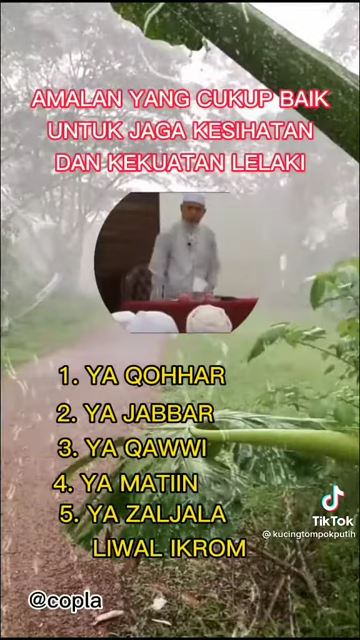 AMALAN YANG CUKUP BAIK
UNTUK JAGA KESIHATAN
DAN KEKUATAN LELAKI
1. YA QOHHAR
2. YA JABBAR
3. YA QAWWI
4. YA MATIIN
5. YA ZALJALA
LIWAL IKROM
TikTok
@kucingtompokputih
@copla